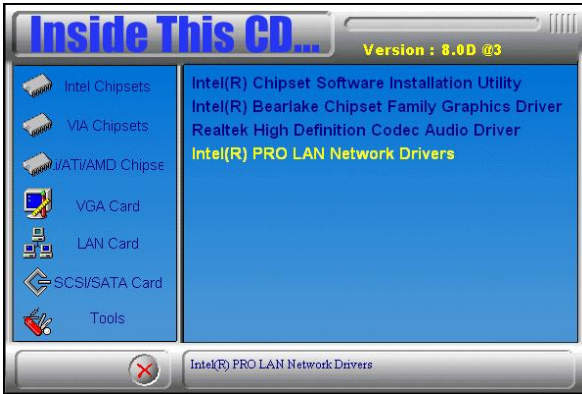 Inside This CD...
Version : 8.0D @3
Intel Chipsets
VIA Chipsets
i/ATi/AMD Chipse
VGA Card
LAN Card
SCSI/SATA Card
Tools
Intel(R) Chipset Software Installation Utility
Intel(R) Bearlake Chipset Family Graphics Driver
Realtek High Definition Codec Audio Driver
Intel(R) PRO LAN Network Drivers
Intel(R) PRO LAN Network Drivers